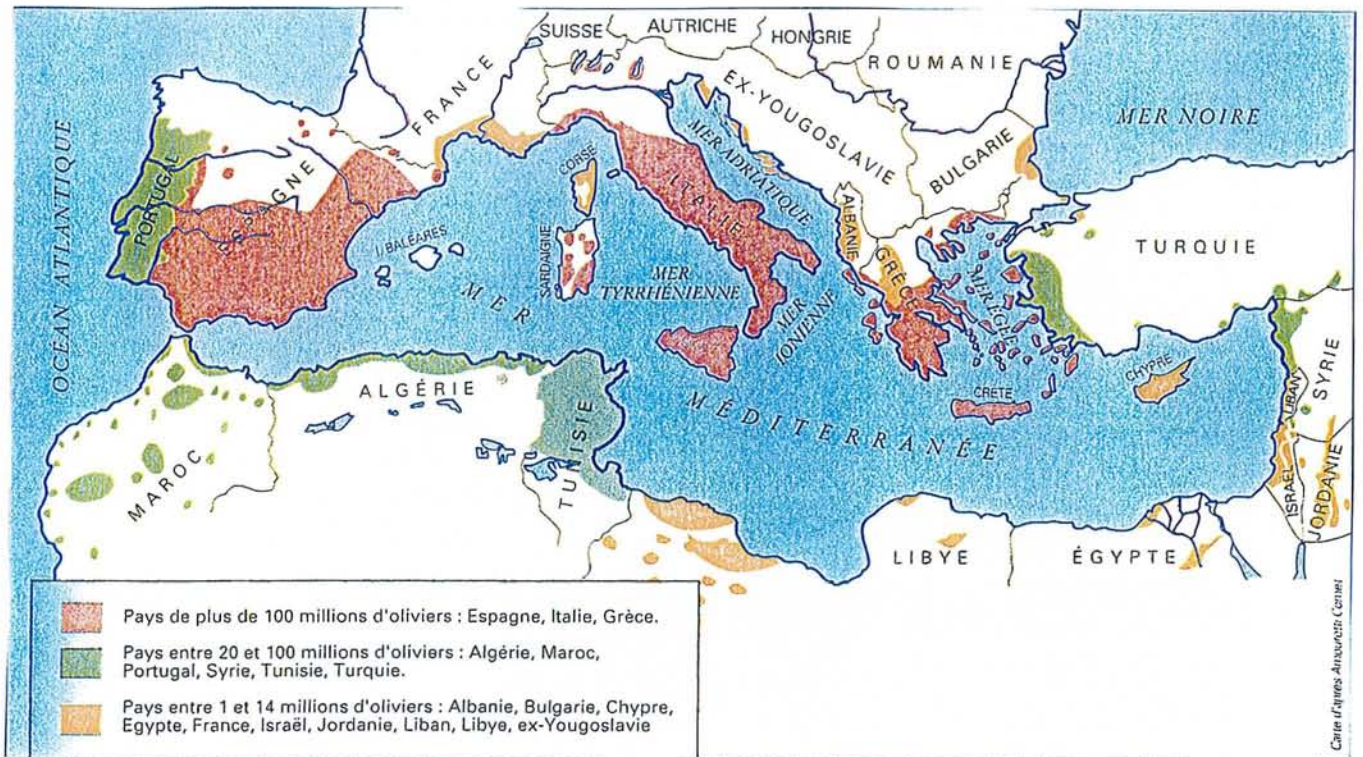 SUISSE
AUTRICHE
HONGRIE
ROUMANIE
FRANCE
EX-YOUGOSLAVIE
MER NOIRE
OCÉAN ATLANTIQUE
PORTUGAL
ESPAGNE
CORSE
MER ADRIATIQUE
BULGARIE
ITALIE
ALBANIE
I. BALÉARES
SARDAIGNE
GRÈCE
TURQUIE
MER
TYRRHÉNIENNE
MER
IONIENNE
MER ÉGÉE
MER
MÉDITERRANÉE
CRÈTE
CHYPRE
SYRIE
LIBAN
ALGÉRIE
TUNISIE
MAROC
ISRAËL
JORDANIE
LIBYE
ÉGYPTE
Pays de plus de 100 millions d'oliviers : Espagne, Italie, Grèce.
Pays entre 20 et 100 millions d'oliviers : Algérie, Maroc,
Portugal, Syrie, Tunisie, Turquie.
Pays entre 1 et 14 millions d'oliviers : Albanie, Bulgarie, Chypre,
Egypte, France, Israël, Jordanie, Liban, Libye, ex-Yougoslavie
Carte d'après